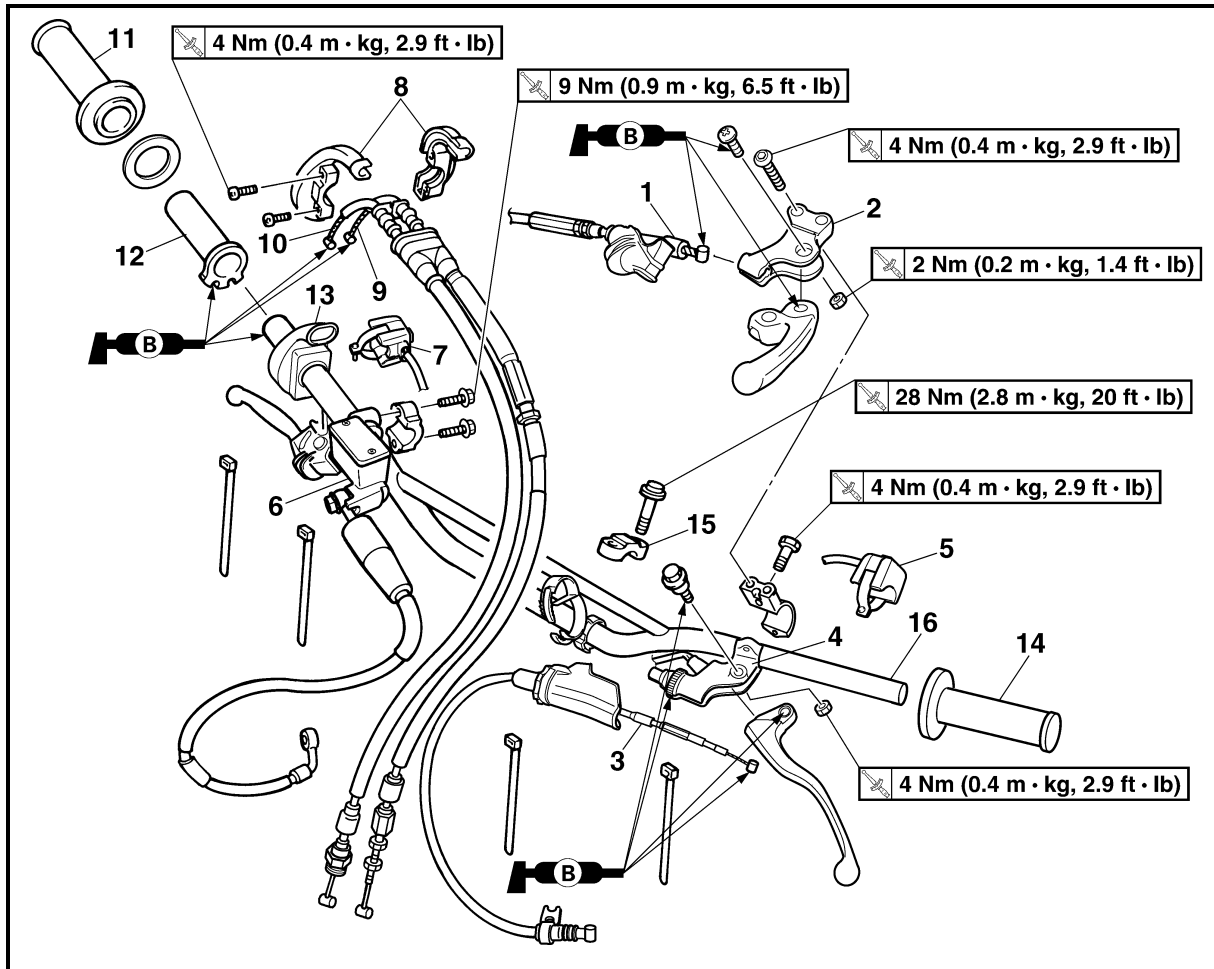 11
4 Nm (0.4 m · kg, 2.9 ft · lb)
8
9 Nm (0.9 m · kg, 6.5 ft · lb)
B
4 Nm (0.4 m · kg, 2.9 ft · lb)
1
2
10
12
9
2 Nm (0.2 m · kg, 1.4 ft · lb)
13
B
7
28 Nm (2.8 m · kg, 20 ft · lb)
6
4 Nm (0.4 m · kg, 2.9 ft · lb)
15
5
4
16
14
3
4 Nm (0.4 m · kg, 2.9 ft · lb)
B